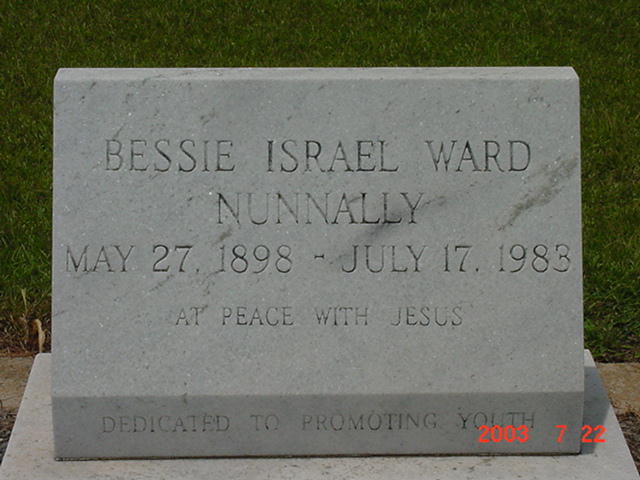 BESSIE ISRAEL WARD
NUNNALLY
MAY 27, 1898 - JULY 17, 1983
AT PEACE WITH JESUS
DEDICATED TO PROMOTING YOUTH
2003 7 22